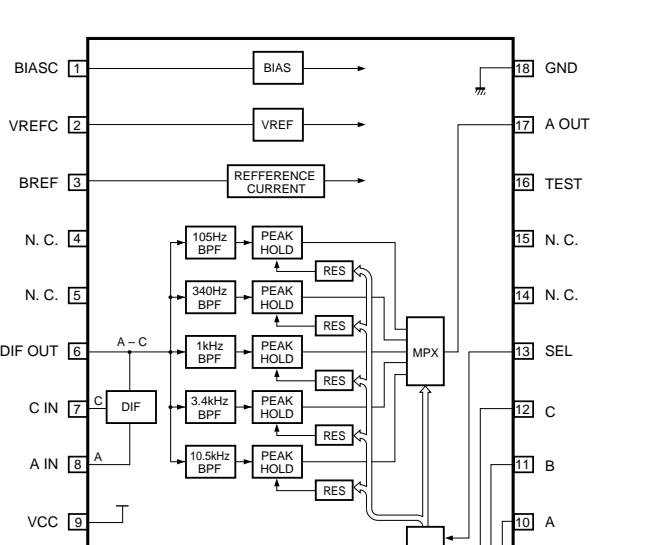 BIASC 1 BIAS 18 GND
VREFC 2 VREF 17 A OUT
BREF 3 REFFERENCE CURRENT 16 TEST
N. C. 4 105Hz BPF PEAK HOLD 15 N. C.
RES
N. C. 5 340Hz BPF PEAK HOLD 14 N. C.
RES
DIF OUT 6 A – C 1kHz BPF PEAK HOLD MPX 13 SEL
RES
C IN 7 C DIF 3.4kHz BPF PEAK HOLD 12 C
RES
A IN 8 A 10.5kHz BPF PEAK HOLD 11 B
RES
VCC 9 10 A